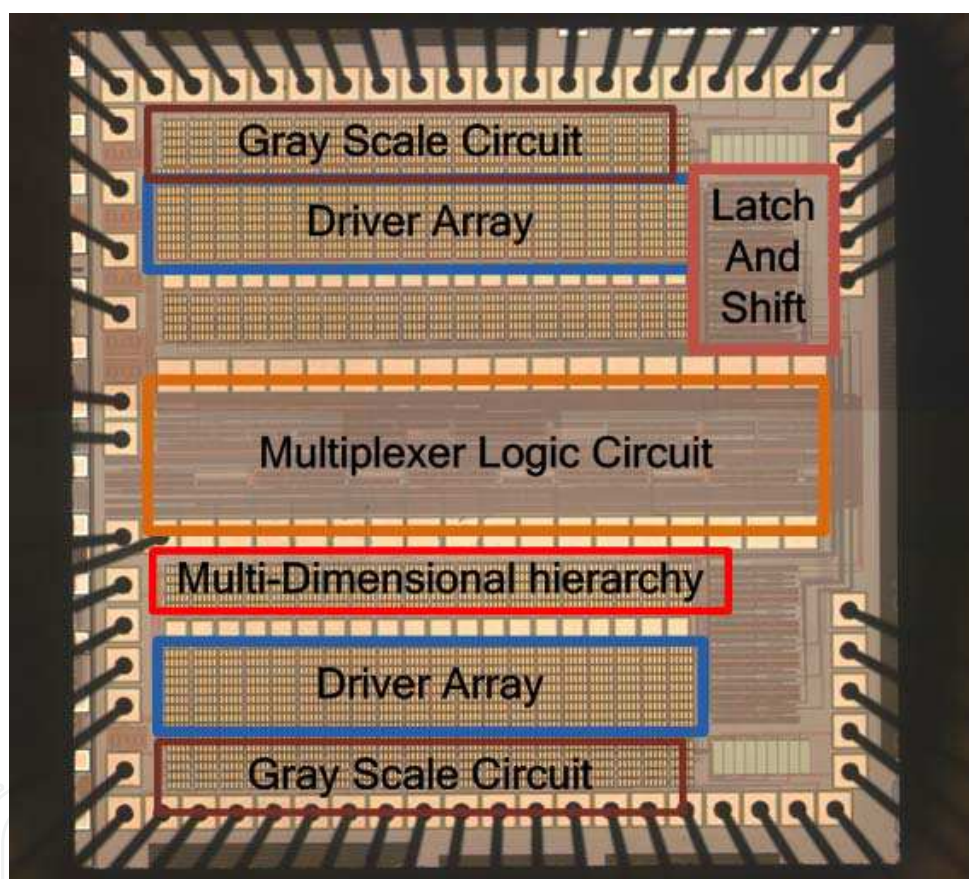 Gray Scale Circuit
Driver Array
Latch
And
Shift
Multiplexer Logic Circuit
Multi-Dimensional hierarchy
Driver Array
Gray Scale Circuit